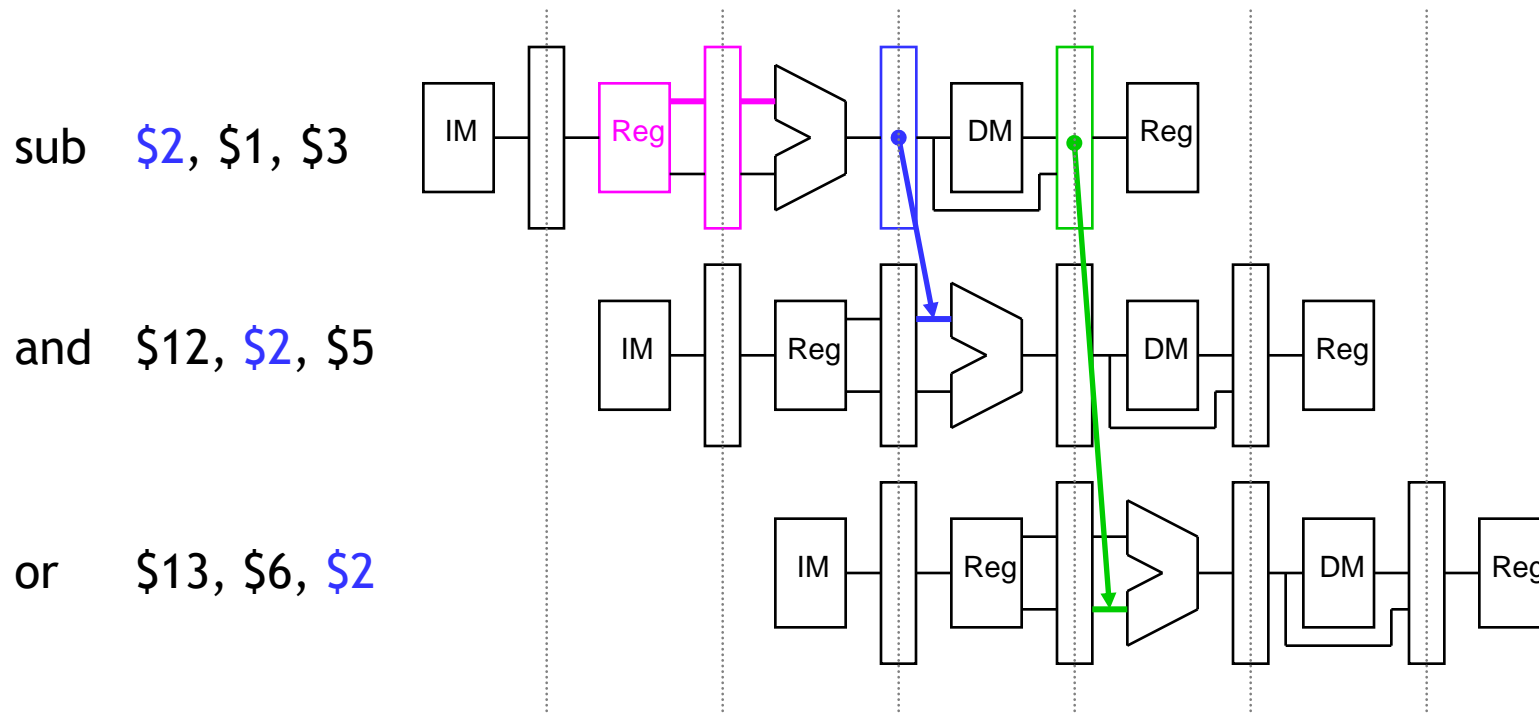 sub $2, $1, $3 IM Reg DM Reg
and $12, $2, $5 IM Reg DM Reg
or $13, $6, $2 IM Reg DM Reg